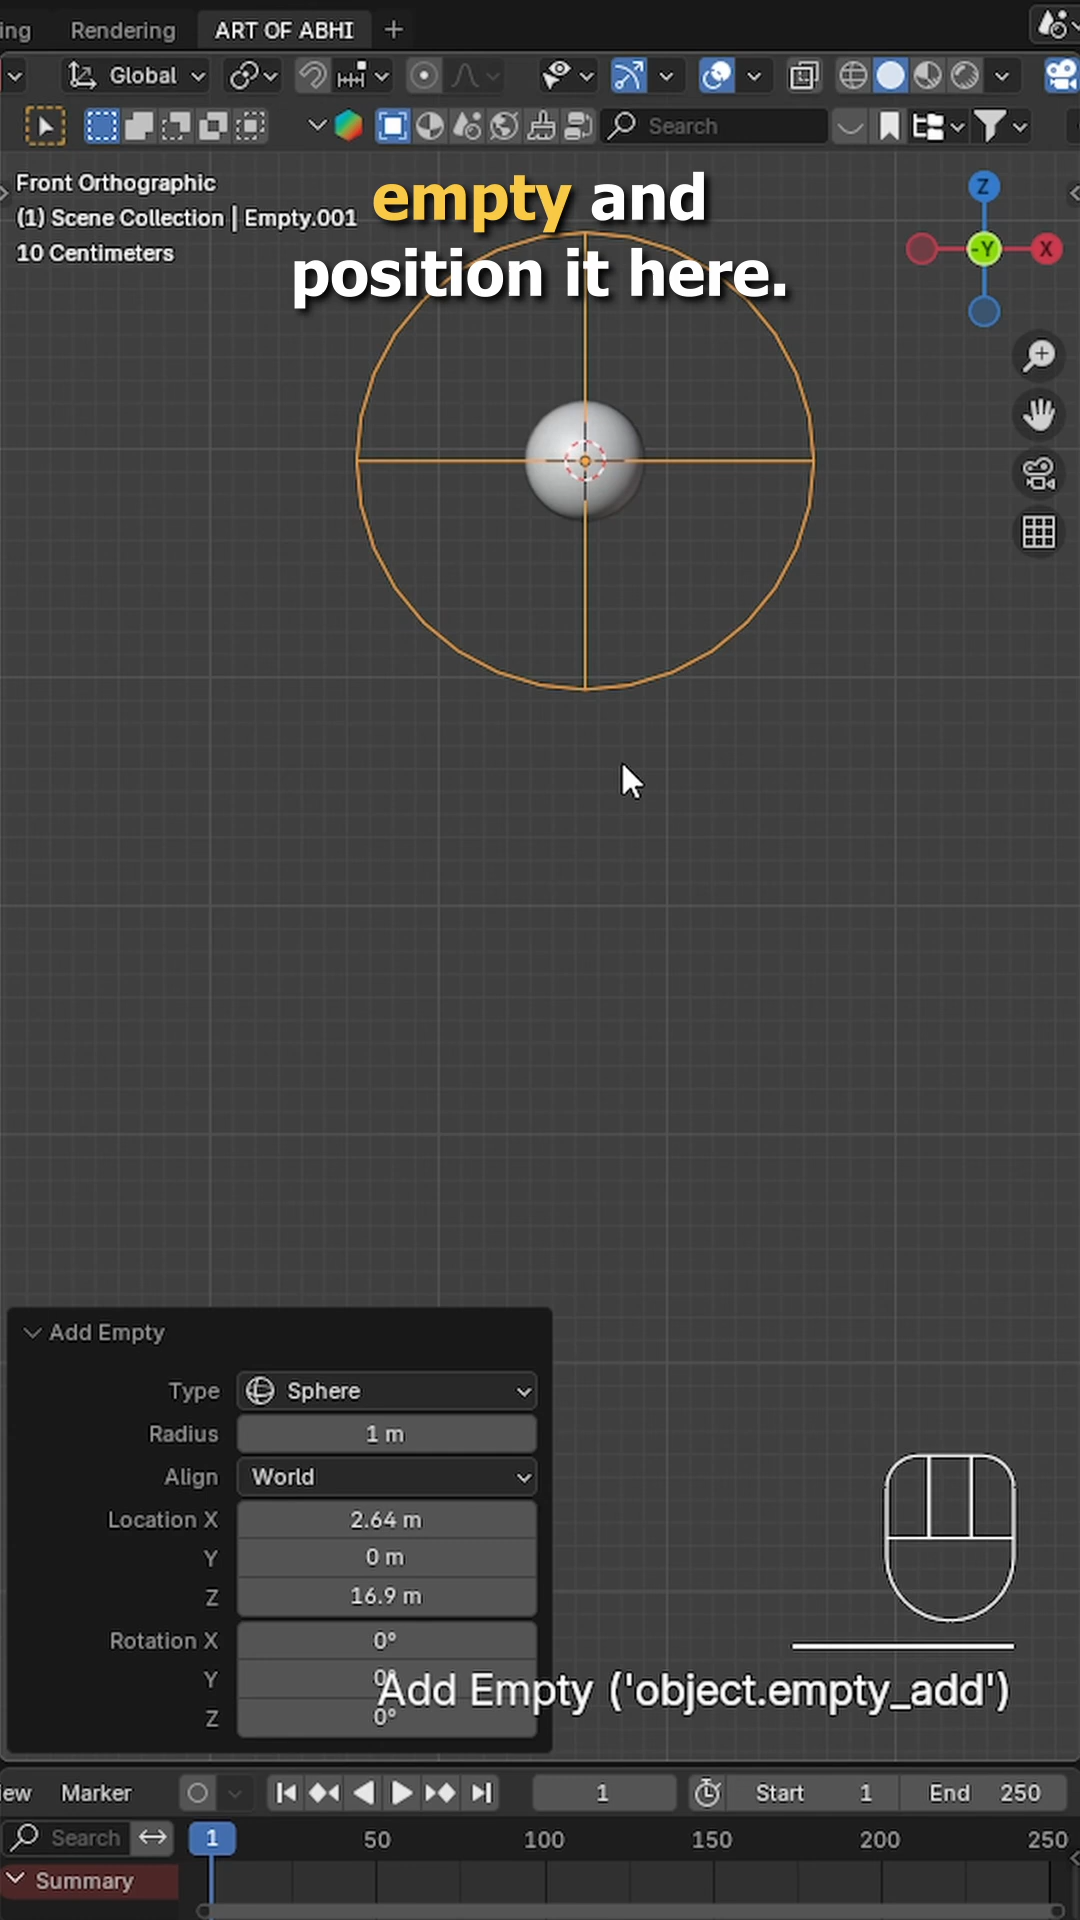 ing Rendering ART OF ABHI +
Global
Search
Front Orthographic
(1) Scene Collection | Empty.001
10 Centimeters
empty and
position it here.
Z
-Y
X
Add Empty
Type Sphere
Radius 1 m
Align World
Location X 2.64 m
Y 0 m
Z 16.9 m
Rotation X 0°
Y 0°
Z 0°
Add Empty ('object.empty_add')
iew Marker 1 Start 1 End 250
Search 1 50 100 150 200 250
Summary